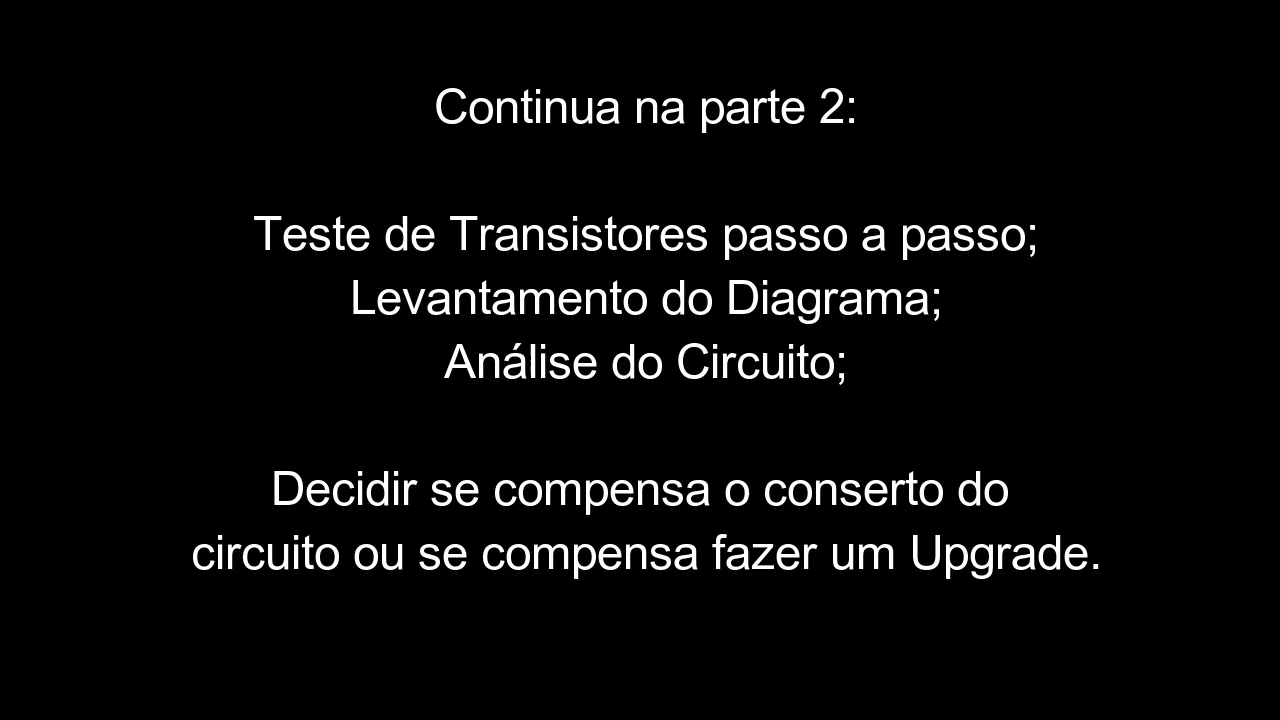 Continua na parte 2:
Teste de Transistores passo a passo;
Levantamento do Diagrama;
Análise do Circuito;
Decidir se compensa o conserto do
circuito ou se compensa fazer um Upgrade.